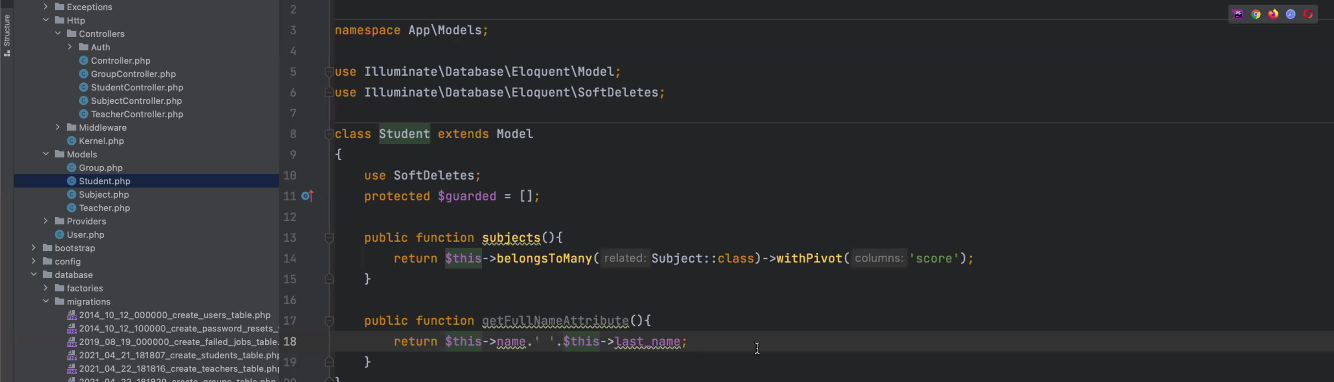 Structure
Exceptions
Http
Controllers
Auth
Controller.php
GroupController.php
StudentController.php
SubjectController.php
TeacherController.php
Middleware
Kernel.php
Models
Group.php
Student.php
Subject.php
Teacher.php
Providers
User.php
bootstrap
config
database
factories
migrations
2014_10_12_000000_create_users_table.php
2014_10_12_100000_create_password_resets_
2019_08_19_000000_create_failed_jobs_table.
2021_04_21_181807_create_students_table.php
2021_04_22_181816_create_teachers_table.php
2021_04_22_181829_create_groups_table.php
2
3 namespace App\Models;
4
5 use Illuminate\Database\Eloquent\Model;
6 use Illuminate\Database\Eloquent\SoftDeletes;
7
8 class Student extends Model
9 {
10 use SoftDeletes;
11 protected $guarded = [];
12
13 public function subjects(){
14 return $this->belongsToMany( related: Subject::class)->withPivot( columns: 'score');
15 }
16
17 public function getFullNameAttribute(){
18 return $this->name.' '.$this->last_name;
19 }
20 }